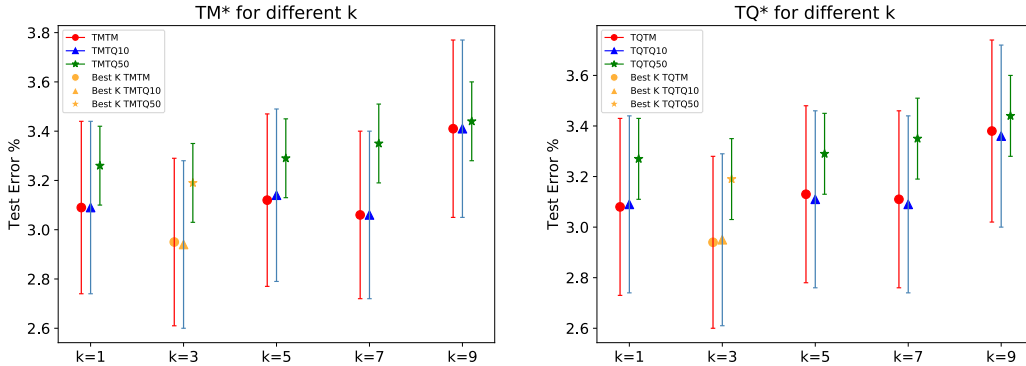 TM* for different k
Test Error %
3.8
3.6
3.4
3.2
3.0
2.8
2.6
TMTM
TMTQ10
TMTQ50
Best K TMTM
Best K TMTQ10
Best K TMTQ50
k=1 k=3 k=5 k=7 k=9
TQ* for different k
Test Error %
3.6
3.4
3.2
3.0
2.8
2.6
TQTM
TQTQ10
TQTQ50
Best K TQTM
Best K TQTQ10
Best K TQTQ50
k=1 k=3 k=5 k=7 k=9